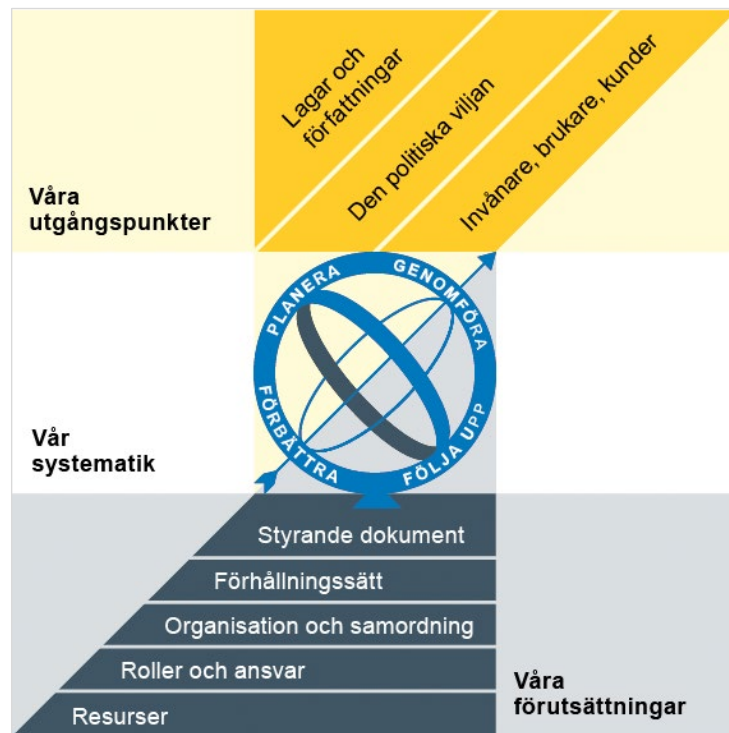 Lagar och
författningar
Den politiska viljan
Invånare, brukare, kunder
Våra
utgångspunkter
PLANERA
GENOMFÖRA
FÖRBÄTTRA
FÖLJA UPP
Vår
systematik
Styrande dokument
Förhållningssätt
Organisation och samordning
Roller och ansvar
Resurser
Våra
förutsättningar